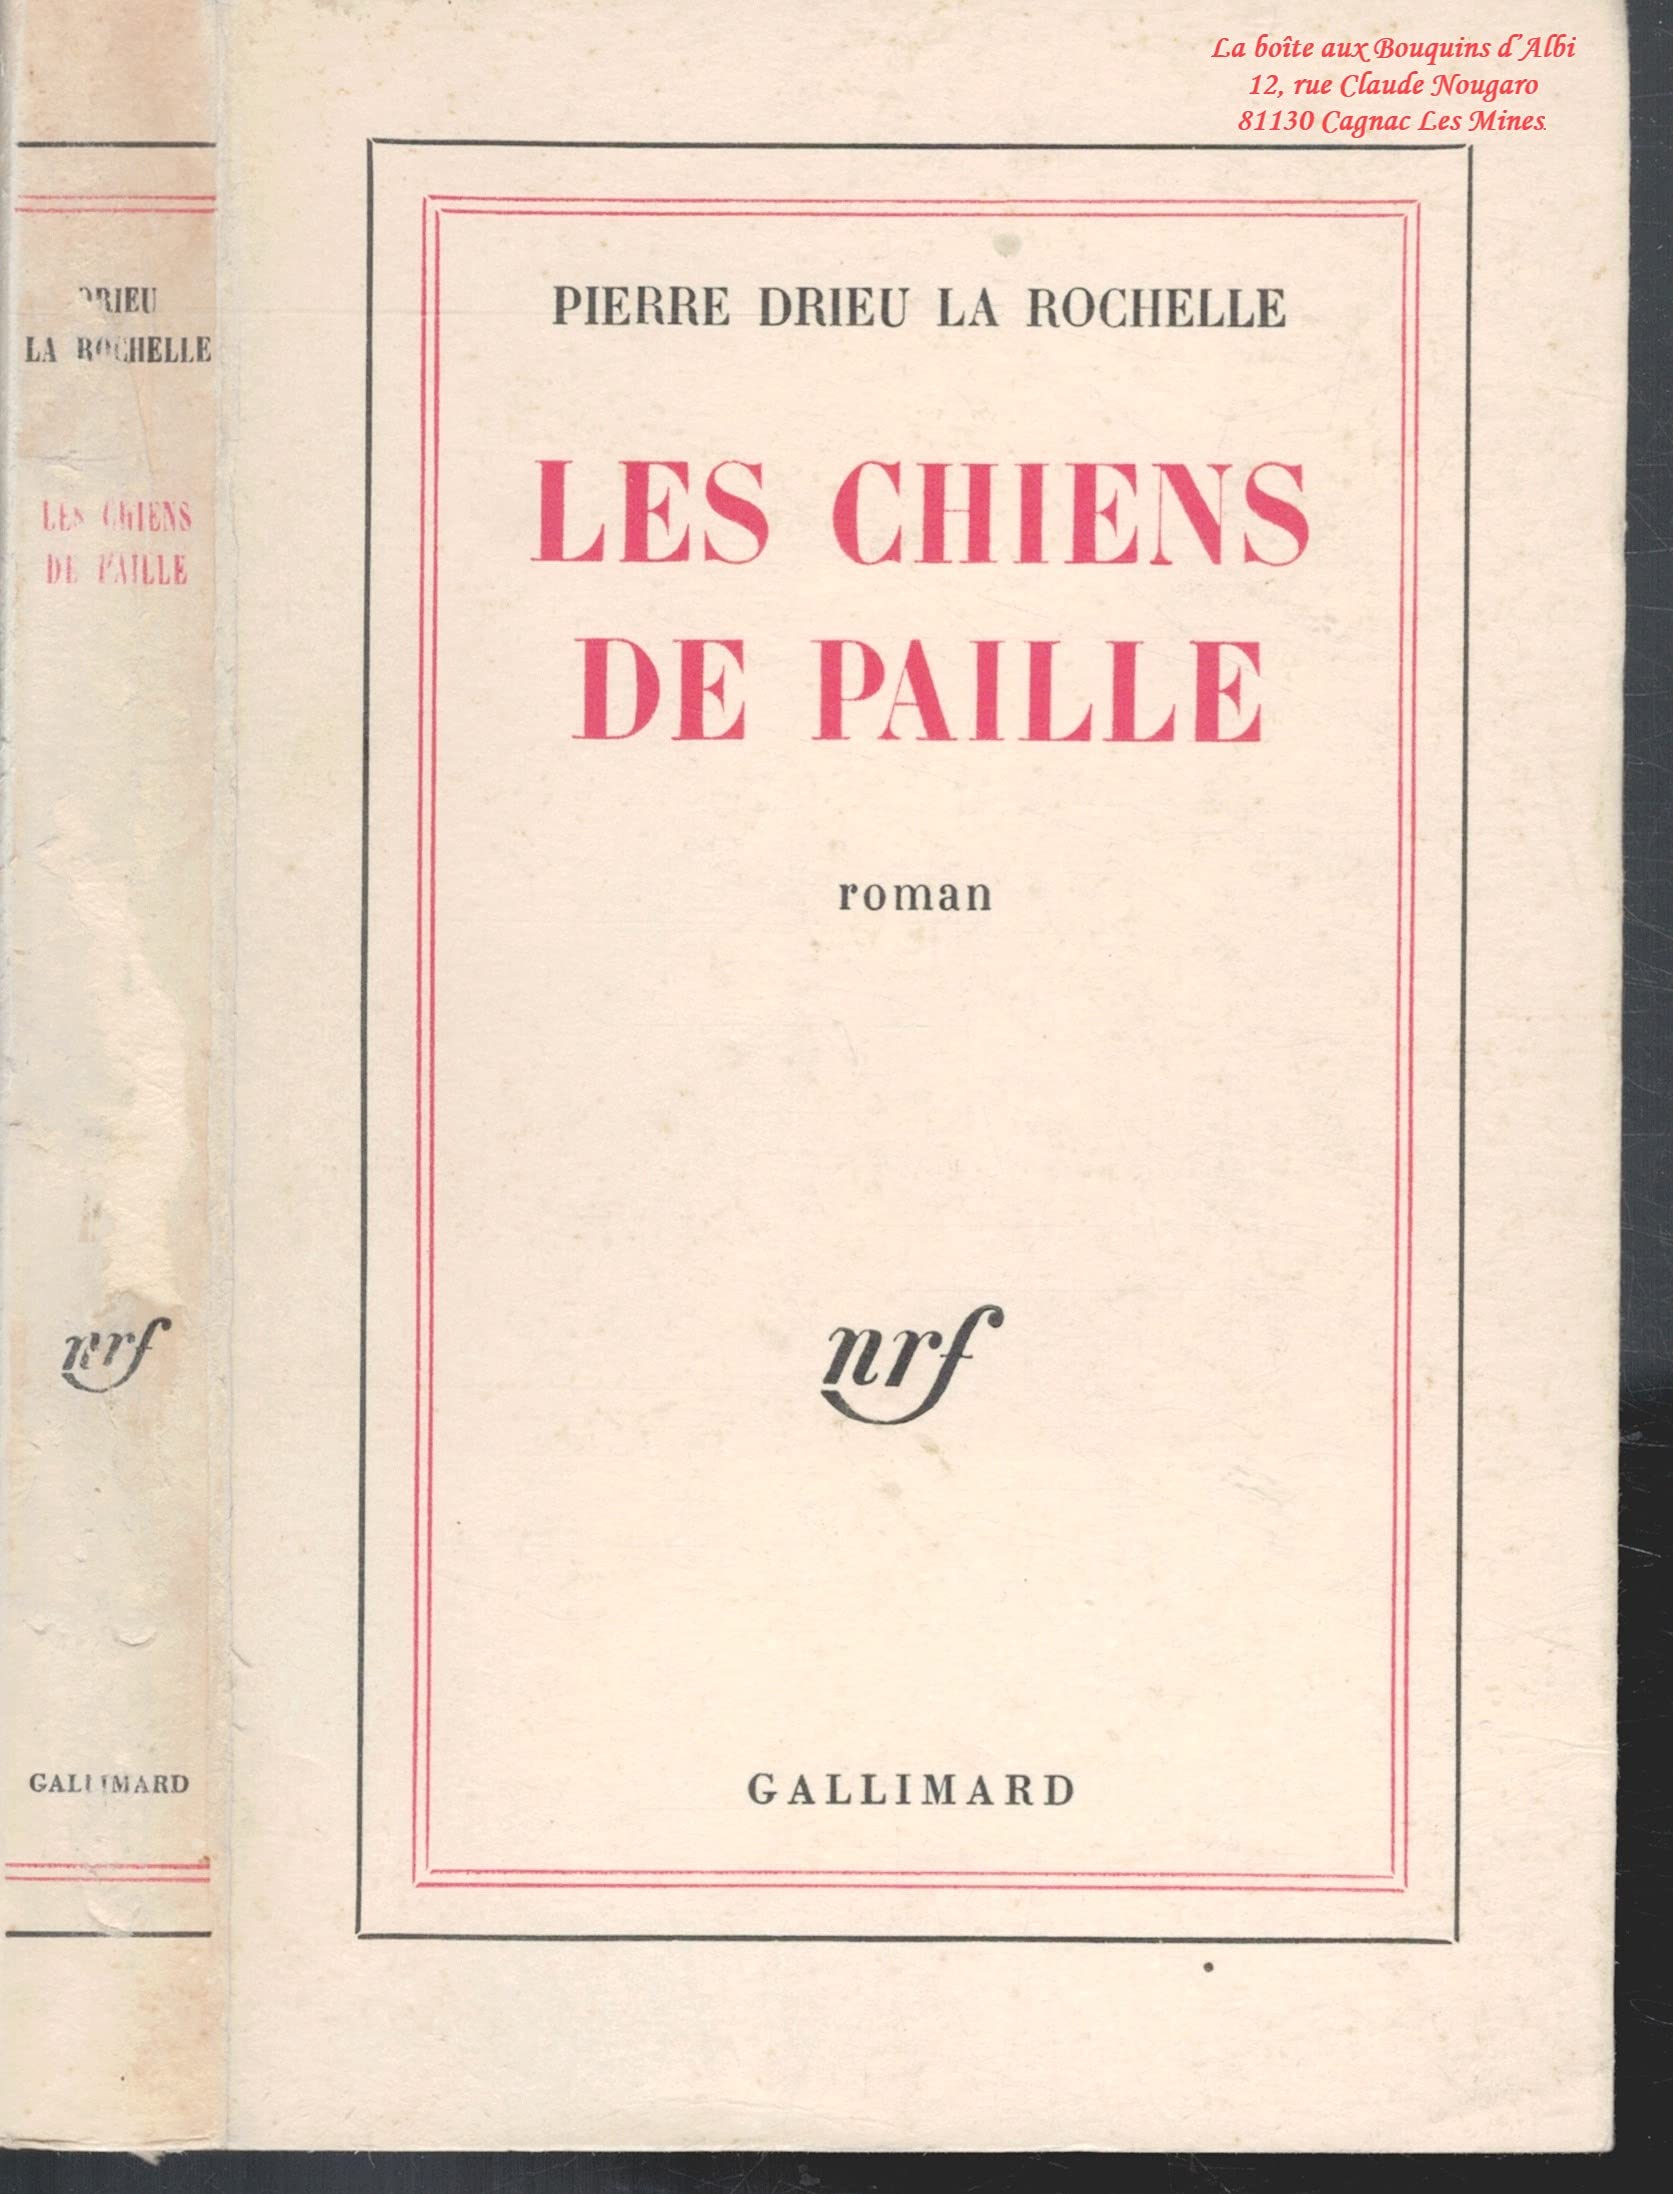 La boîte aux Bouquins d'Albi
12, rue Claude Nougaro
81130 Cagnac Les Mines.
DRIEU
LA ROCHELLE
LES CHIENS
DE PAILLE
nrf
GALLIMARD
PIERRE DRIEU LA ROCHELLE
LES CHIENS
DE PAILLE
roman
nrf
GALLIMARD